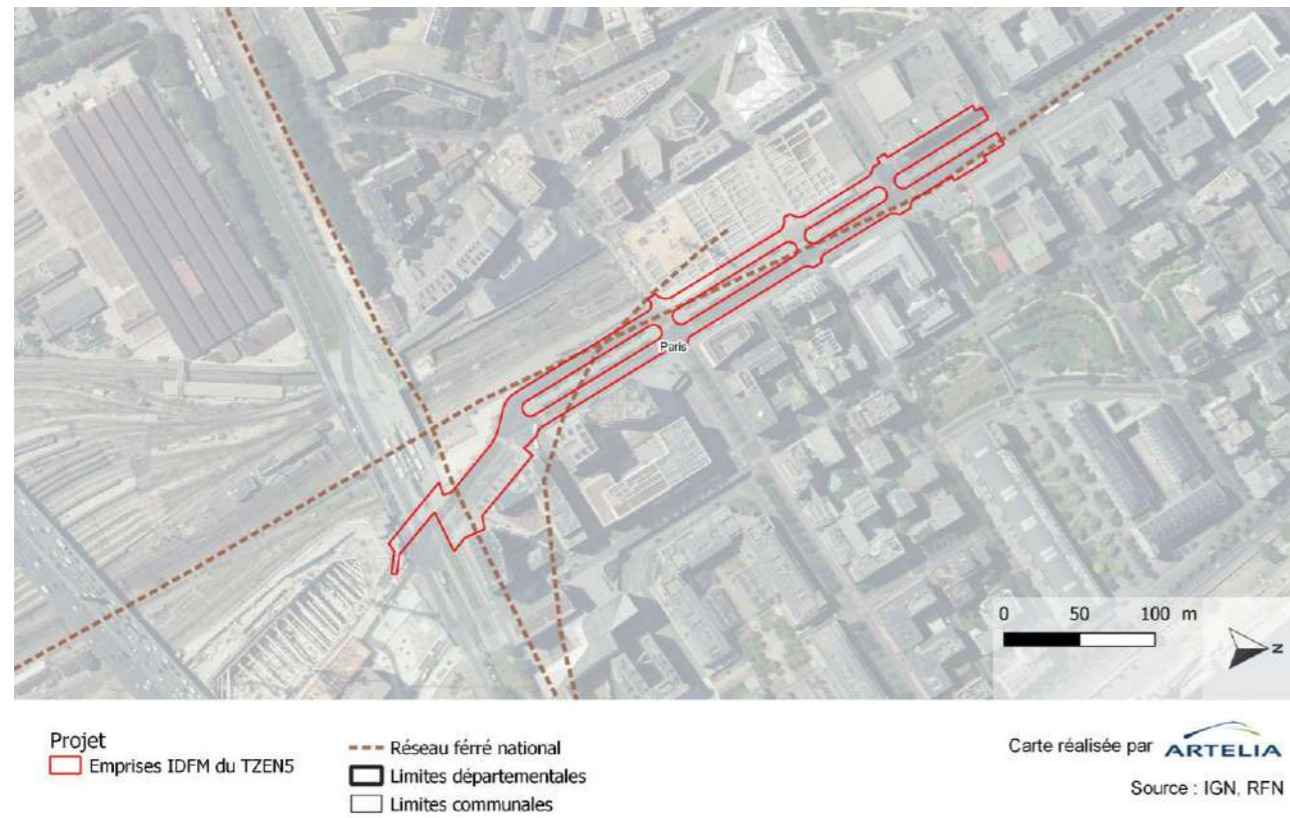 Paris
0 50 100 m
N
Projet
Emprises IDFM du TZEN5
Réseau férré national
Limites départementales
Limites communales
Carte réalisée par ARTELIA
Source : IGN, RFN